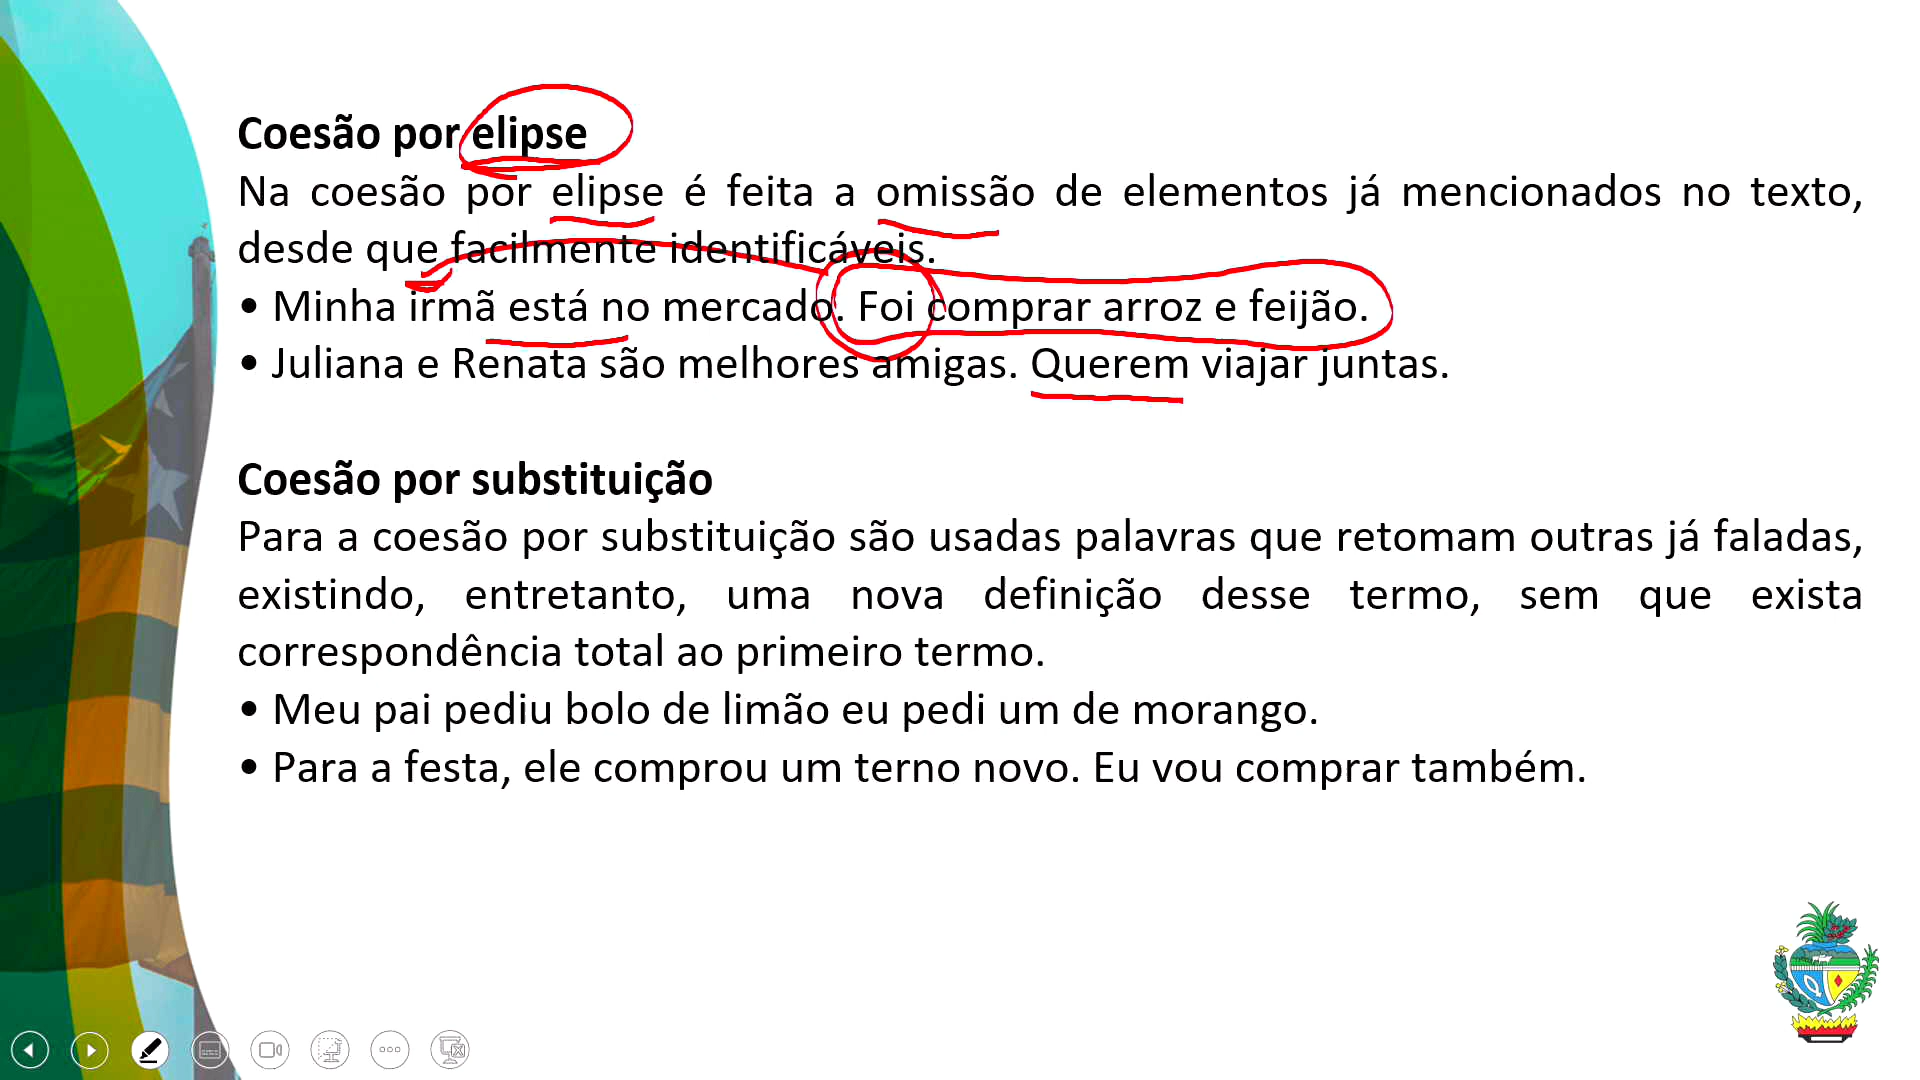 Coesão por elipse
Na coesão por elipse é feita a omissão de elementos já mencionados no texto,
desde que facilmente identificáveis.
• Minha irmã está no mercado. Foi comprar arroz e feijão.
• Juliana e Renata são melhores amigas. Querem viajar juntas.
Coesão por substituição
Para a coesão por substituição são usadas palavras que retomam outras já faladas,
existindo, entretanto, uma nova definição desse termo, sem que exista
correspondência total ao primeiro termo.
• Meu pai pediu bolo de limão eu pedi um de morango.
• Para a festa, ele comprou um terno novo. Eu vou comprar também.